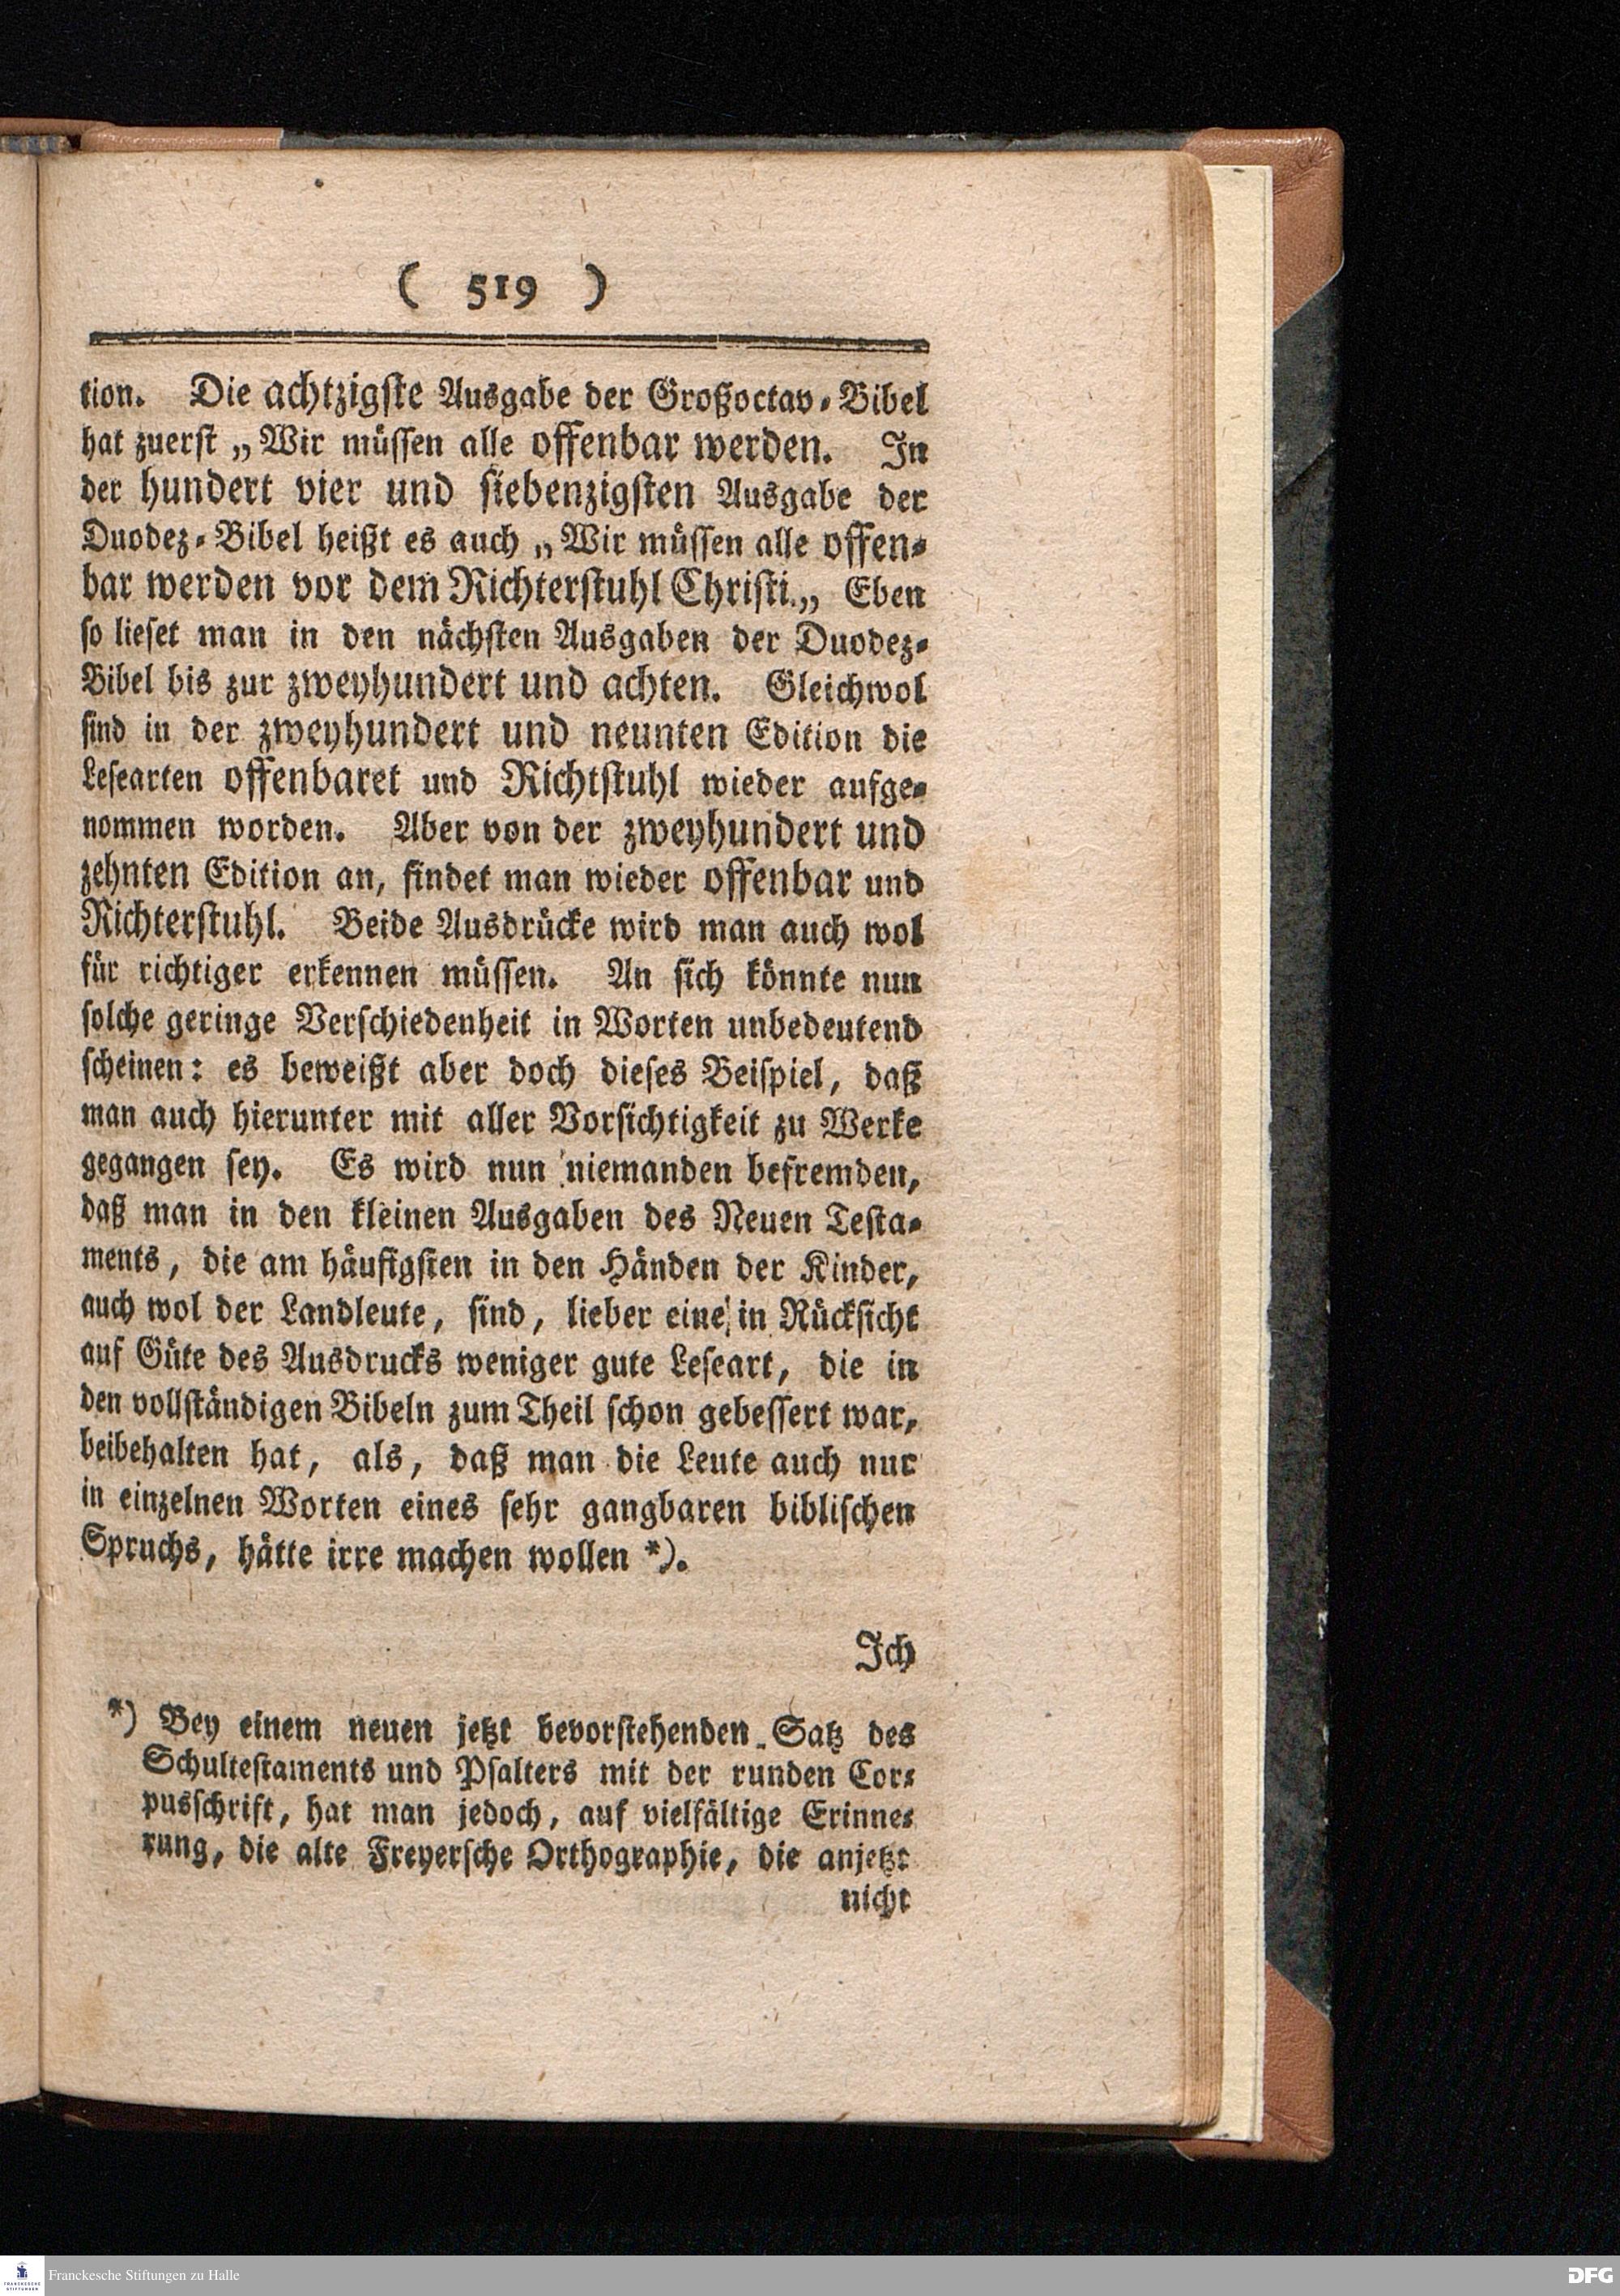 ( 519 )
tion. Die achtzigste Ausgabe der Großoctav-Bibel
hat zuerst „Wir müssen alle offenbar werden. In
der hundert vier und siebenzigsten Ausgabe der
Duodez-Bibel heißt es auch „Wir müssen alle offen-
bar werden vor dem Richterstuhl Christi.„ Eben
so lieset man in den nächsten Ausgaben der Duodez-
Bibel bis zur zweyhundert und achten. Gleichwol
sind in der zweyhundert und neunten Edition die
Lesearten offenbaret und Richtstuhl wieder aufge-
nommen worden. Aber von der zweyhundert und
zehnten Edition an, findet man wieder offenbar und
Richterstuhl. Beide Ausdrücke wird man auch wol
für richtiger erkennen müssen. An sich könnte nun
solche geringe Verschiedenheit in Worten unbedeutend
scheinen: es beweißt aber doch dieses Beispiel, daß
man auch hierunter mit aller Vorsichtigkeit zu Werke
gegangen sey. Es wird nun niemanden befremden,
daß man in den kleinen Ausgaben des Neuen Testa-
ments, die am häufigsten in den Händen der Kinder,
auch wol der Landleute, sind, lieber eine in Rücksicht
auf Güte des Ausdrucks weniger gute Leseart, die in
den vollständigen Bibeln zum Theil schon gebessert war,
beibehalten hat, als, daß man die Leute auch nur
in einzelnen Worten eines sehr gangbaren biblischen
Spruchs, hätte irre machen wollen *).
Ich
*) Bey einem neuen jetzt bevorstehenden Satz des
Schultestaments und Psalters mit der runden Cor-
pusschrift, hat man jedoch, auf vielfältige Erinne-
rung, die alte Freyersche Orthographie, die anjetzt
nicht
FRANCKESCHE STIFTUNGEN
Franckesche Stiftungen zu Halle
DFG